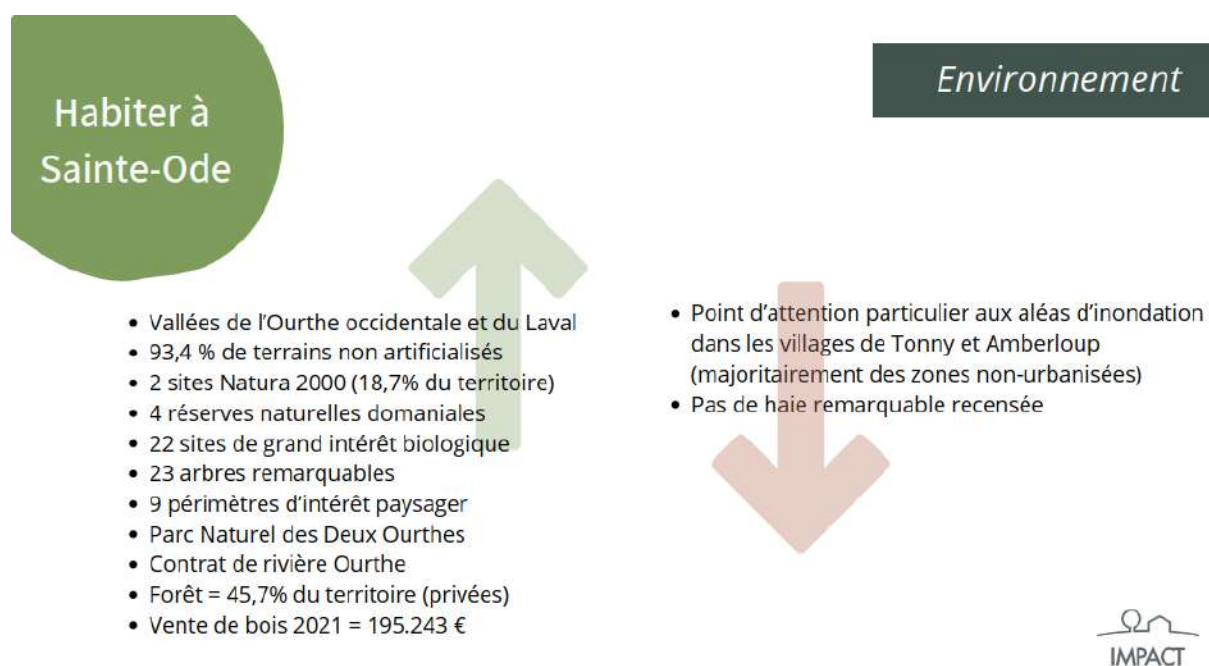 Habiter à
Sainte-Ode
Environnement
• Vallées de l'Ourthe occidentale et du Laval
• 93,4 % de terrains non artificialisés
• 2 sites Natura 2000 (18,7% du territoire)
• 4 réserves naturelles domaniales
• 22 sites de grand intérêt biologique
• 23 arbres remarquables
• 9 périmètres d'intérêt paysager
• Parc Naturel des Deux Ourthes
• Contrat de rivière Ourthe
• Forêt = 45,7% du territoire (privées)
• Vente de bois 2021 = 195.243 €
• Point d'attention particulier aux aléas d'inondation
dans les villages de Tonny et Amberloup
(majoritairement des zones non-urbanisées)
• Pas de haie remarquable recensée
IMPACT